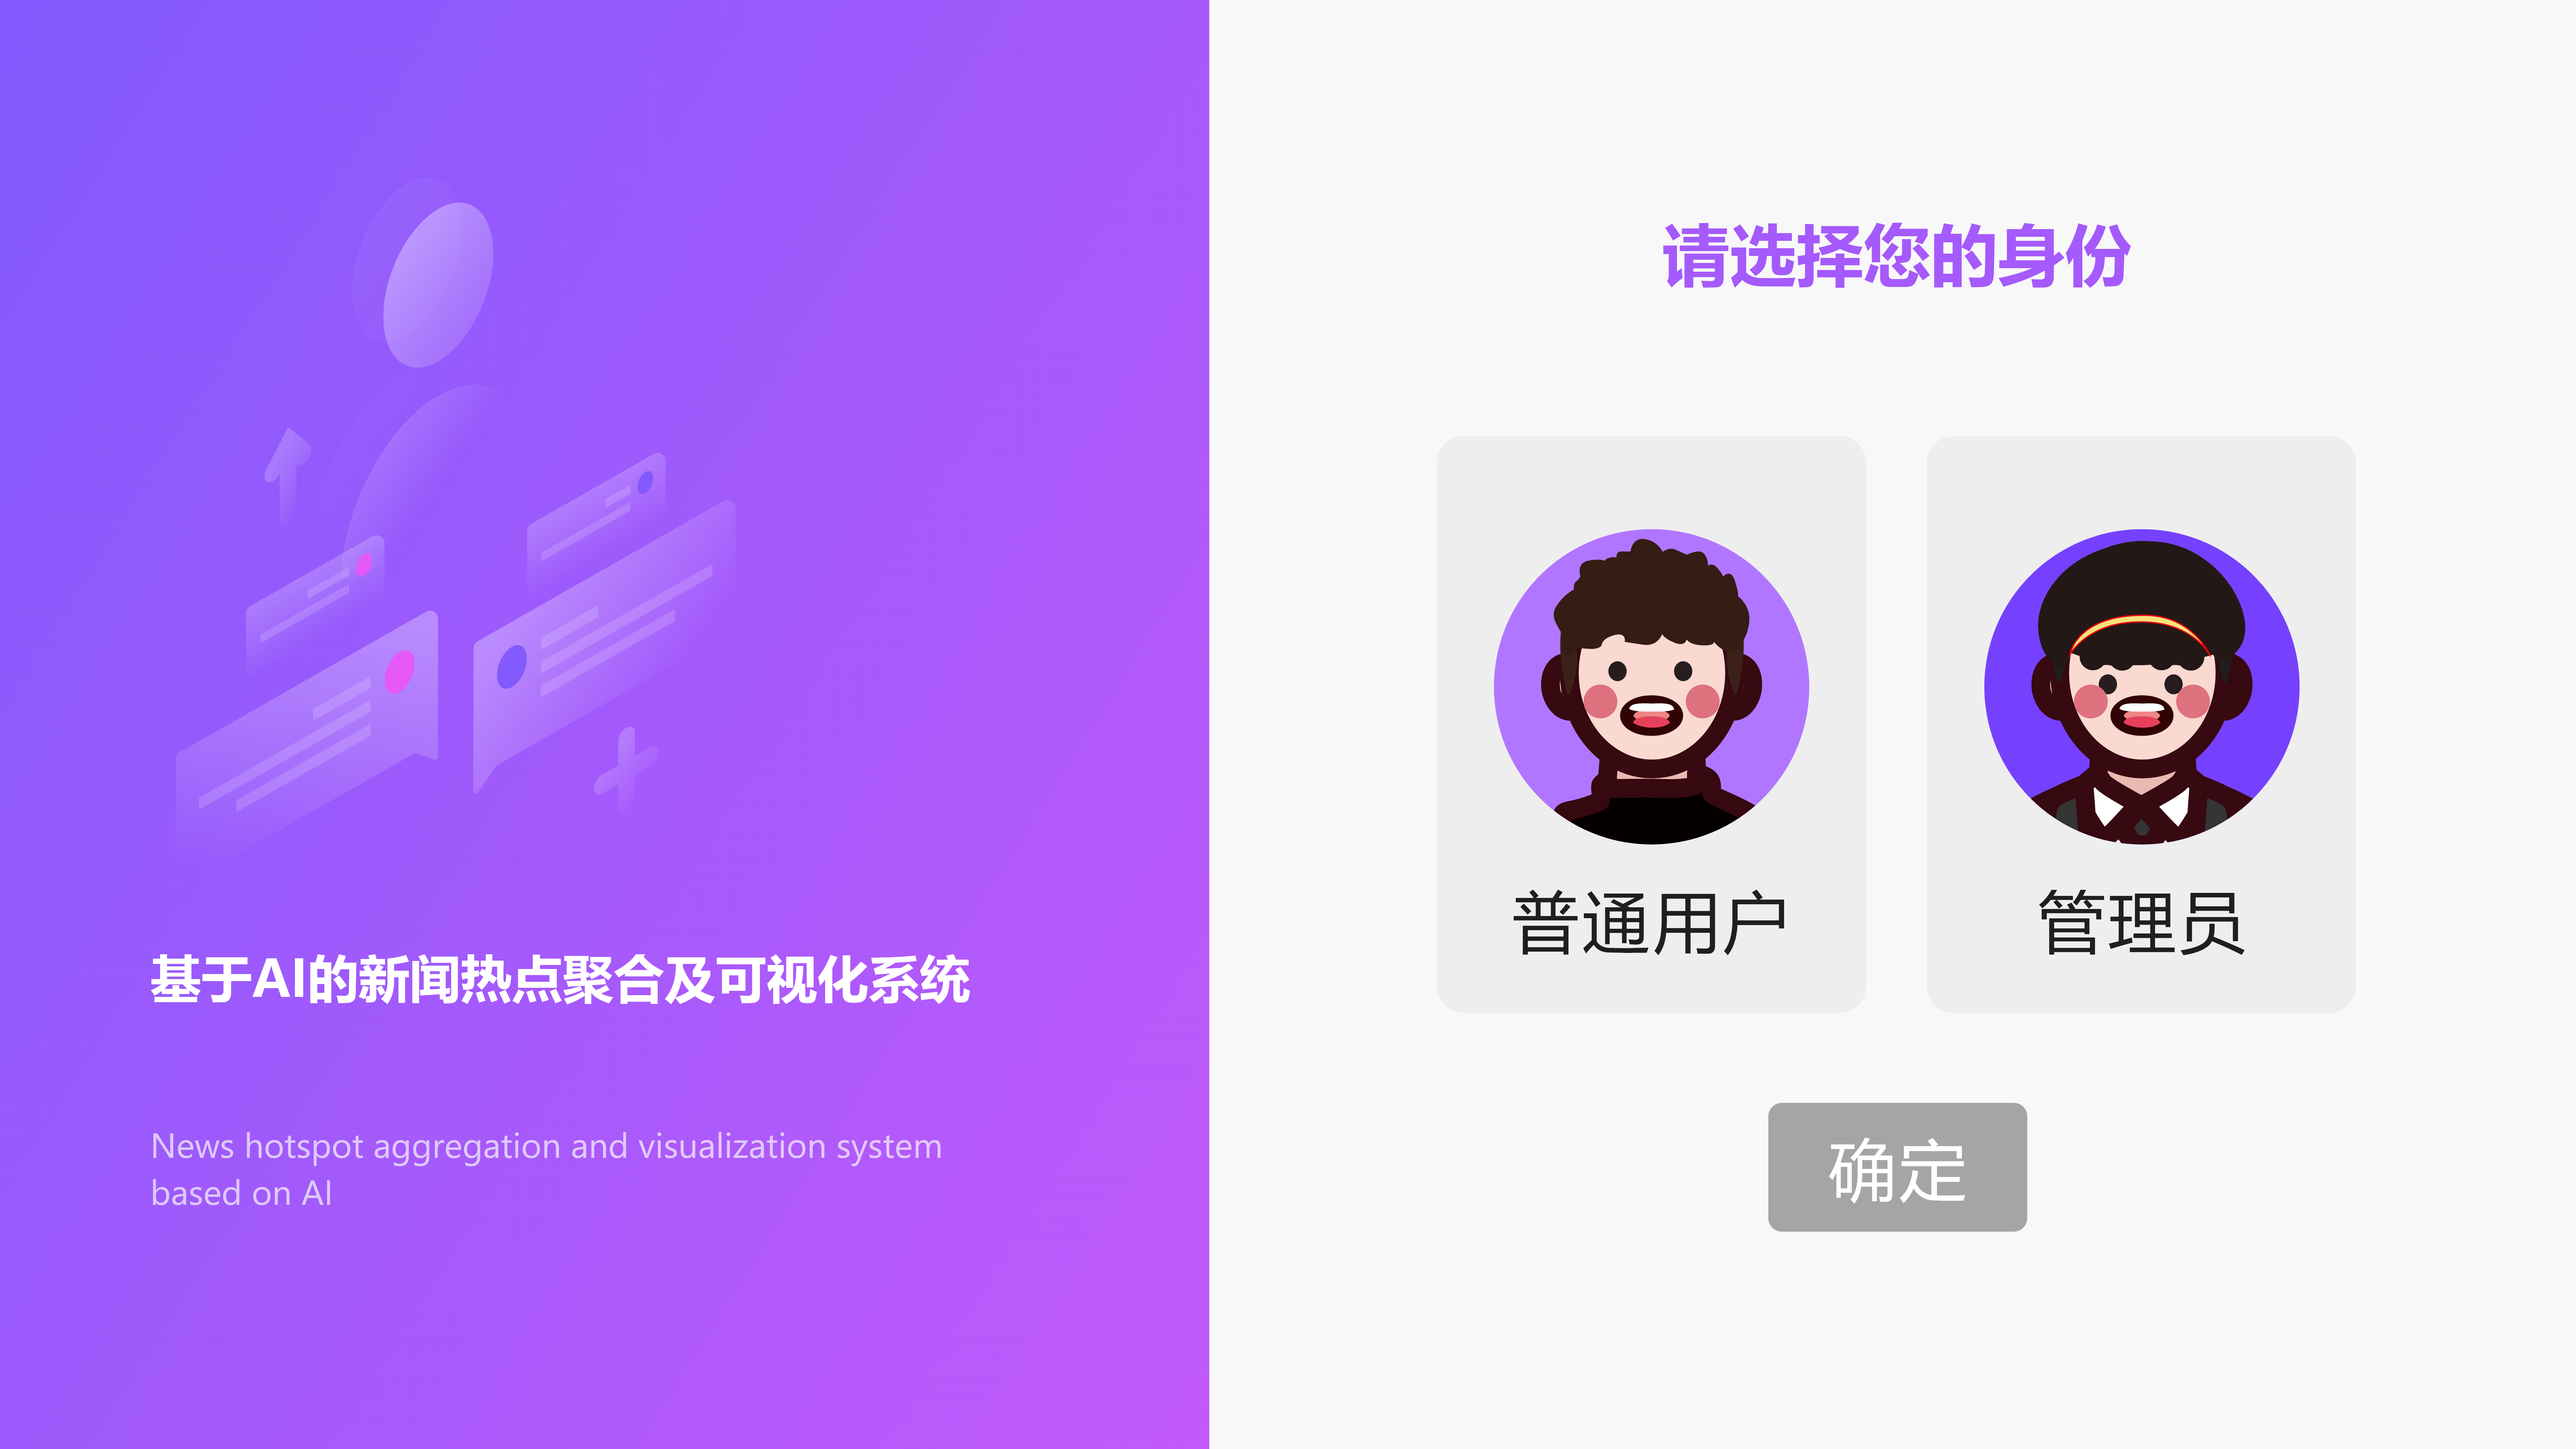 基于AI的新闻热点聚合及可视化系统
News hotspot aggregation and visualization system
based on AI
请选择您的身份
普通用户
管理员
确定